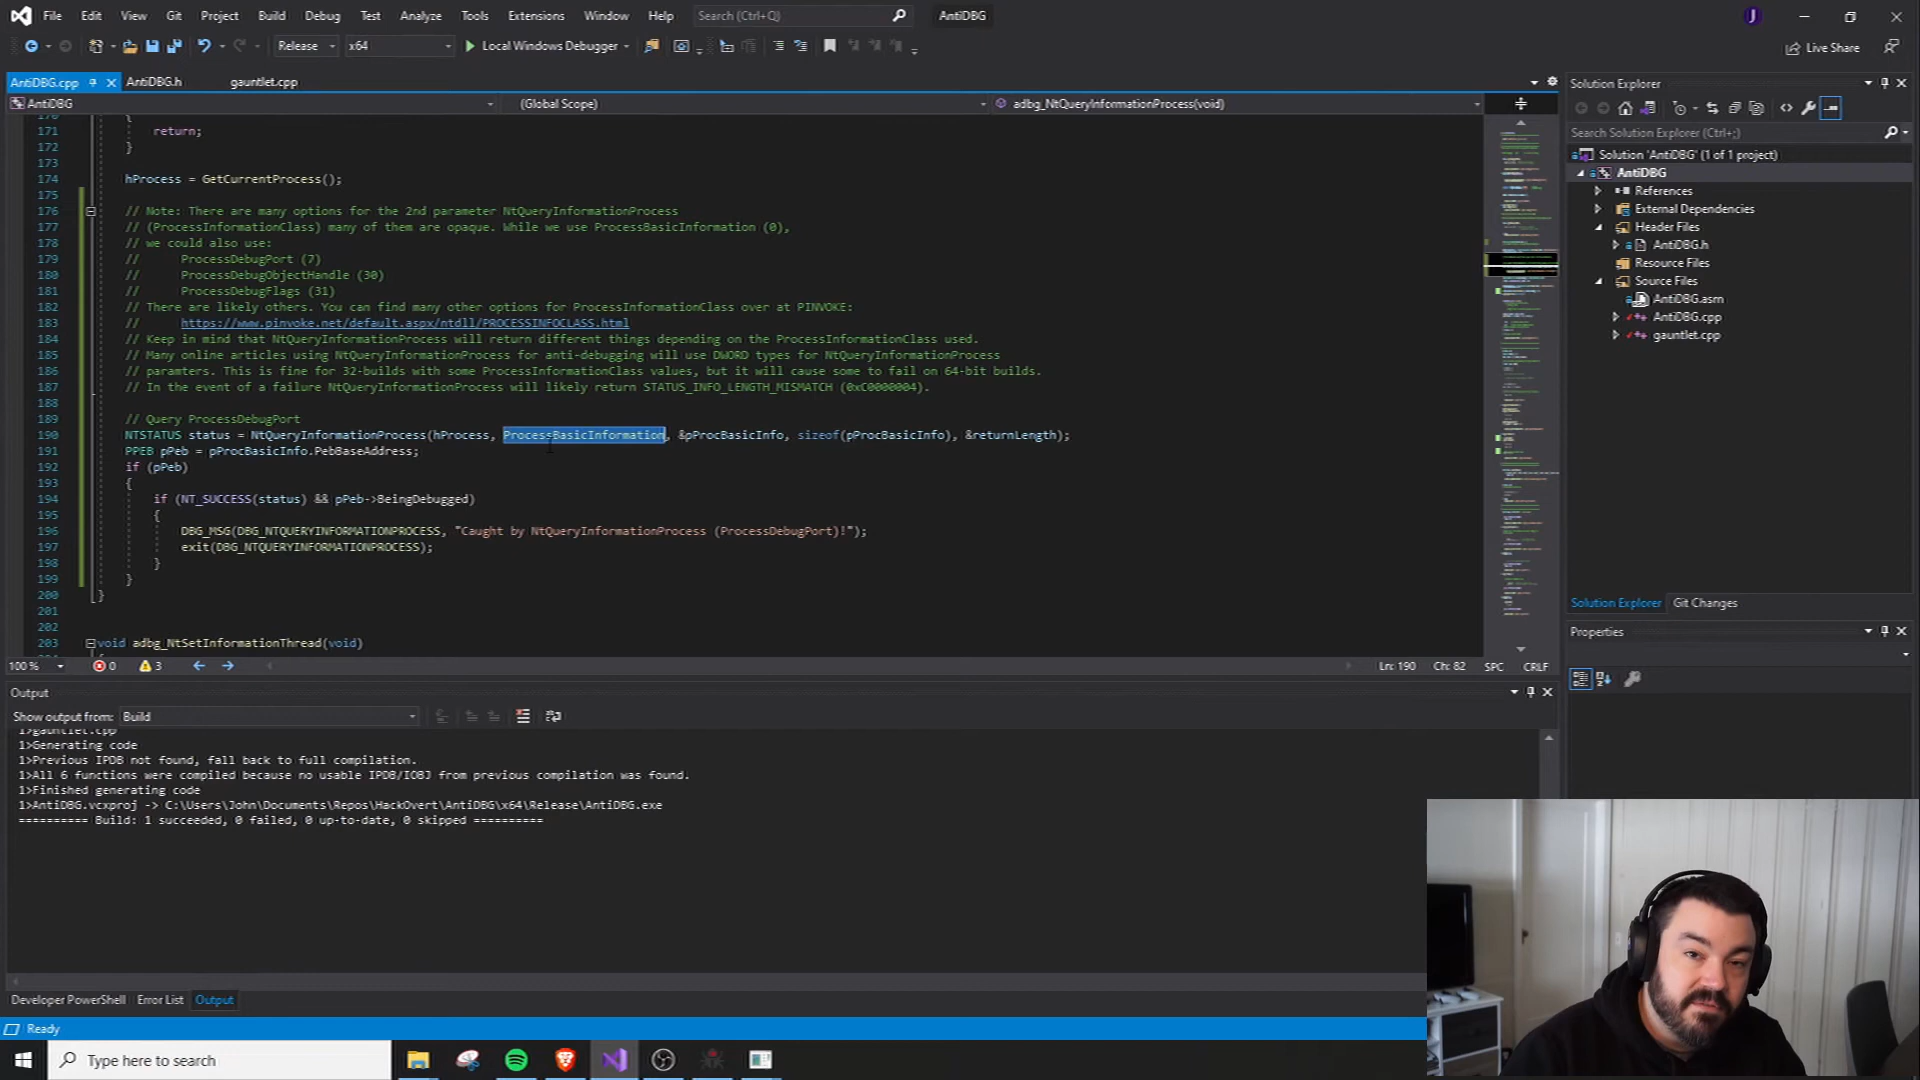 File Edit View Git Project Build Debug Test Analyze Tools Extensions Window Help Search (Ctrl+Q) AntiDBG J
Release x64 Local Windows Debugger Live Share
AntiDBG.cpp AntiDBG.h gauntlet.cpp
AntiDBG (Global Scope) adbg_NtQueryInformationProcess(void)
170 {
171 return;
172 }
173
174 hProcess = GetCurrentProcess();
175
176 // Note: There are many options for the 2nd parameter NtQueryInformationProcess
177 // (ProcessInformationClass) many of them are opaque. While we use ProcessBasicInformation (0),
178 // we could also use:
179 // ProcessDebugPort (7)
180 // ProcessDebugObjectHandle (30)
181 // ProcessDebugFlags (31)
182 // There are likely others. You can find many other options for ProcessInformationClass over at PINVOKE:
183 // https://www.pinvoke.net/default.aspx/ntdll/PROCESSINFOCLASS.html
184 // Keep in mind that NtQueryInformationProcess will return different things depending on the ProcessInformationClass used.
185 // Many online articles using NtQueryInformationProcess for anti-debugging will use DWORD types for NtQueryInformationProcess
186 // paramters. This is fine for 32-builds with some ProcessInformationClass values, but it will cause some to fail on 64-bit builds.
187 // In the event of a failure NtQueryInformationProcess will likely return STATUS_INFO_LENGTH_MISMATCH (0xC0000004).
188
189 // Query ProcessDebugPort
190 NTSTATUS status = NtQueryInformationProcess(hProcess, ProcessBasicInformation, &pProcBasicInfo, sizeof(pProcBasicInfo), &returnLength);
191 PPEB pPeb = pProcBasicInfo.PebBaseAddress;
192 if (pPeb)
193 {
194 if (NT_SUCCESS(status) && pPeb->BeingDebugged)
195 {
196 DBG_MSG(DBG_NTQUERYINFORMATIONPROCESS, "Caught by NtQueryInformationProcess (ProcessDebugPort)!");
197 exit(DBG_NTQUERYINFORMATIONPROCESS);
198 }
199 }
200 }
201
202
203 void adbg_NtSetInformationThread(void)
100 % 0 3 Ln: 190 Ch: 82 SPC CRLF
Output
Show output from: Build
1>gauntlet.cpp
1>Generating code
1>Previous IPDB not found, fall back to full compilation.
1>All 6 functions were compiled because no usable IPDB/IOBJ from previous compilation was found.
1>Finished generating code
1>AntiDBG.vcxproj -> C:\Users\John\Documents\Repos\HackOvert\AntiDBG\x64\Release\AntiDBG.exe
========== Build: 1 succeeded, 0 failed, 0 up-to-date, 0 skipped ==========
Developer PowerShell Error List Output
Ready
Type here to search
Solution Explorer
Search Solution Explorer (Ctrl+;)
Solution 'AntiDBG' (1 of 1 project)
AntiDBG
References
External Dependencies
Header Files
AntiDBG.h
Resource Files
Source Files
AntiDBG.asm
AntiDBG.cpp
gauntlet.cpp
Solution Explorer Git Changes
Properties